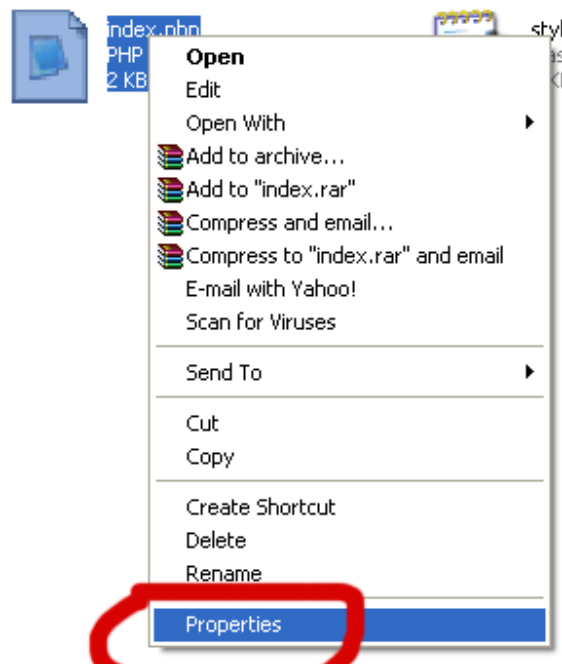 index.php
PHP
2 KB
styl
Open
Edit
Open With
Add to archive...
Add to "index.rar"
Compress and email...
Compress to "index.rar" and email
E-mail with Yahoo!
Scan for Viruses
Send To
Cut
Copy
Create Shortcut
Delete
Rename
Properties